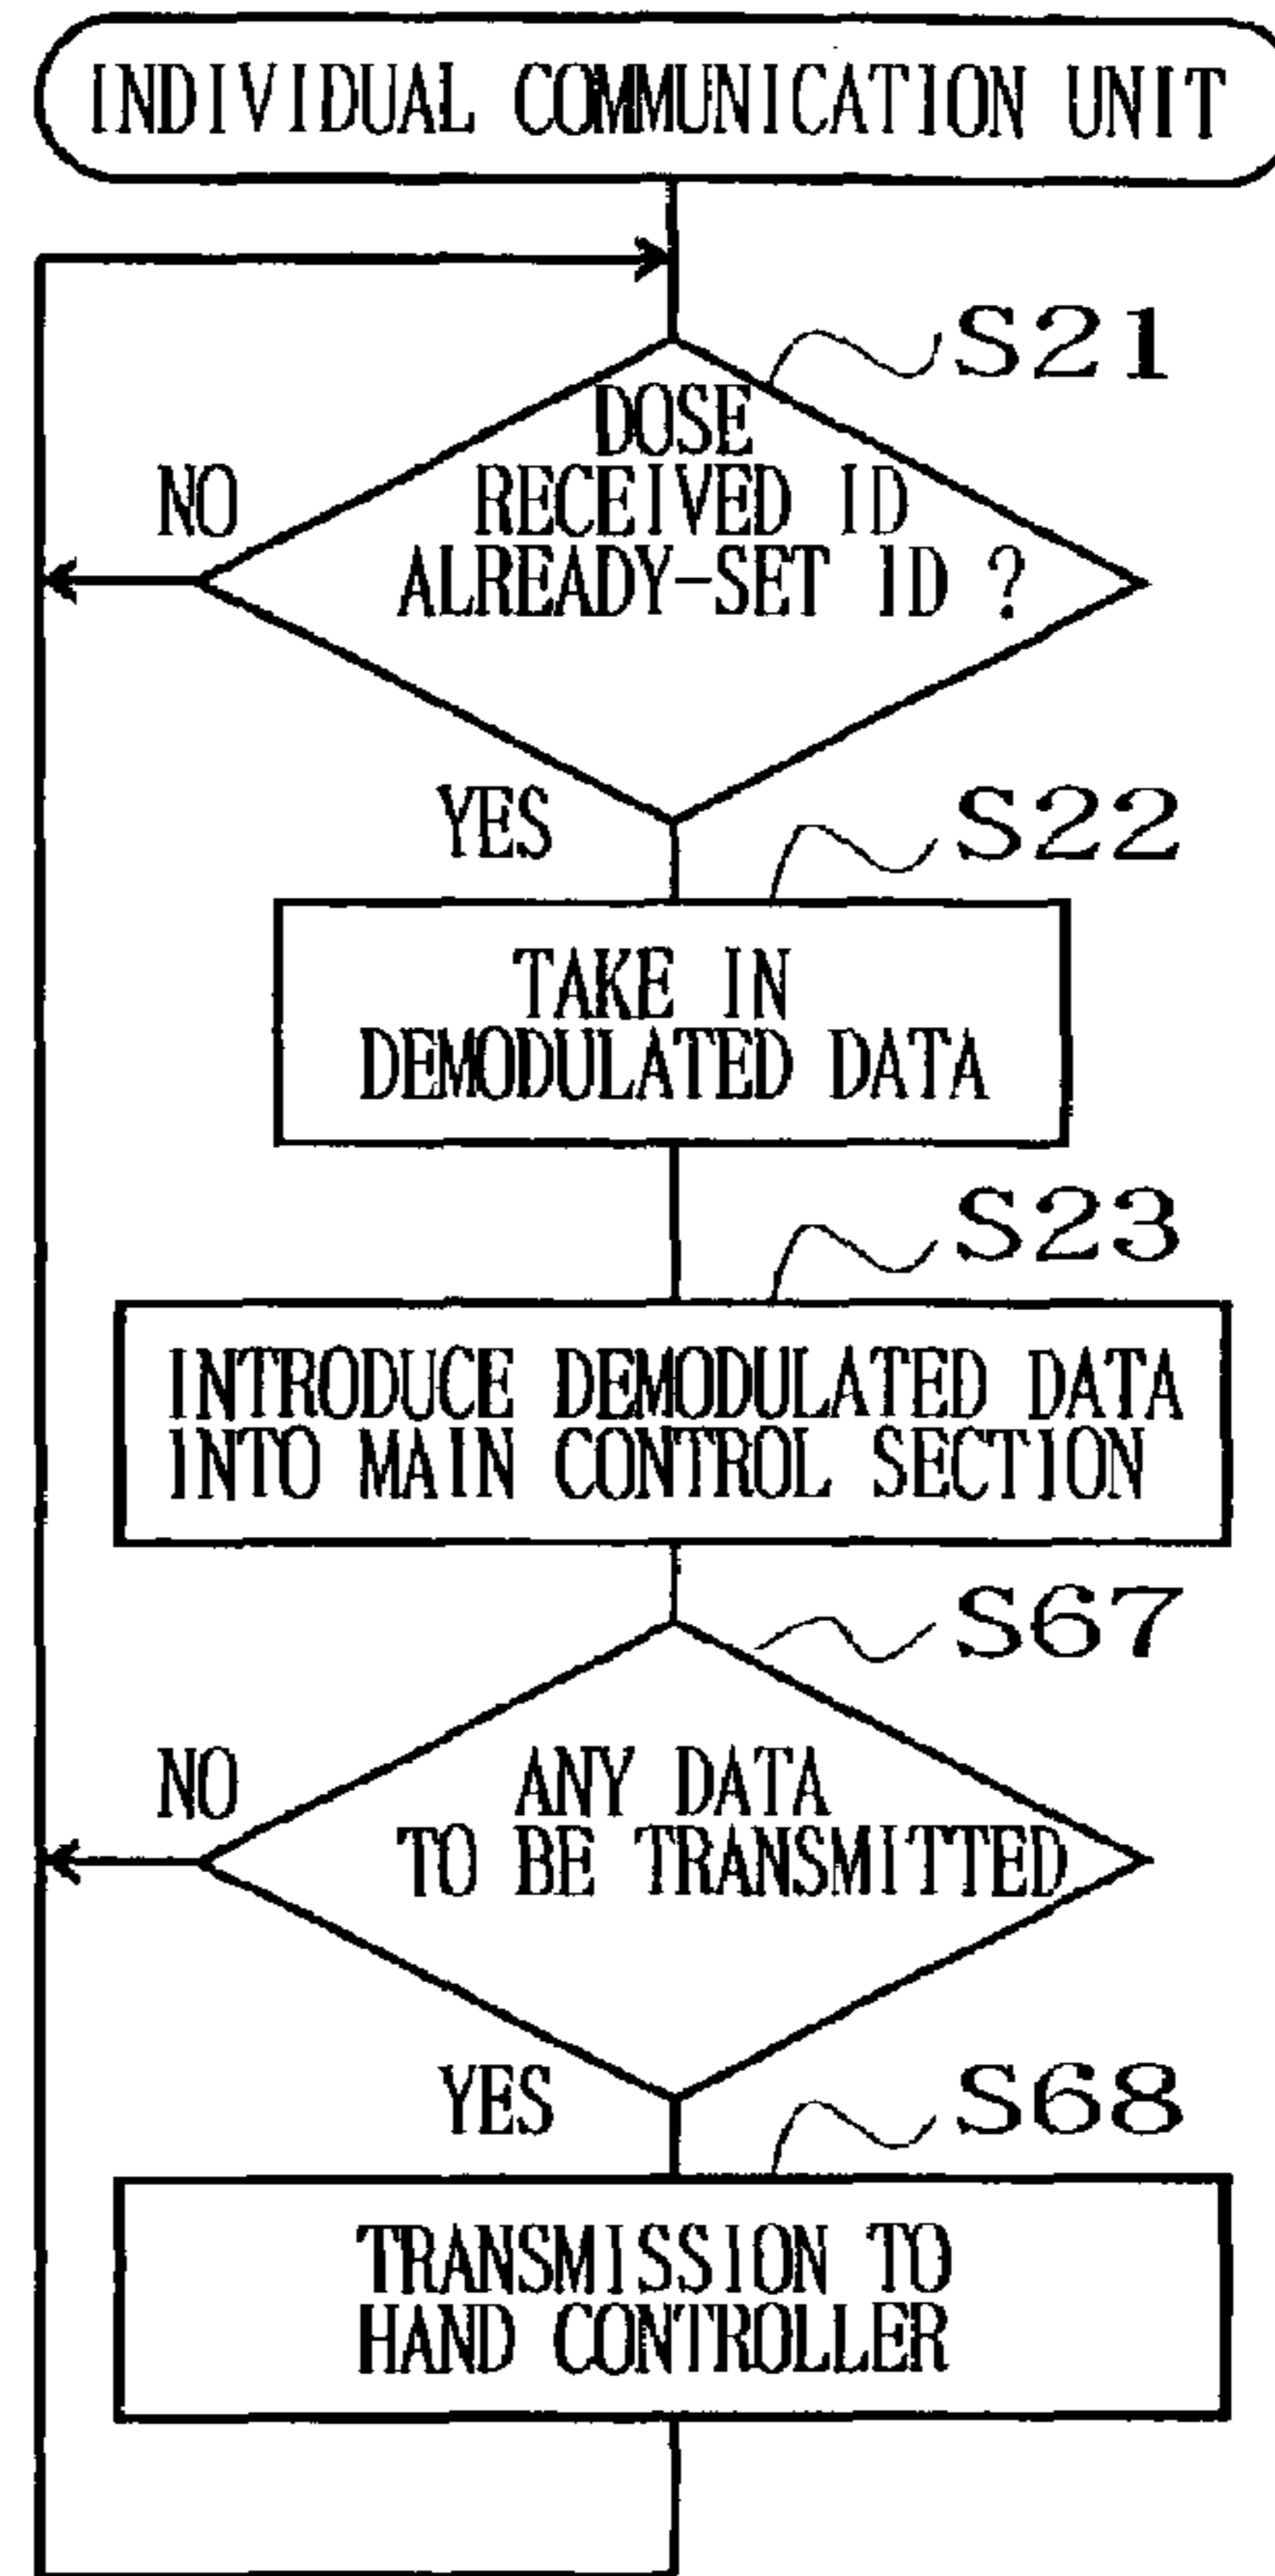 INDIVIDUAL COMMUNICATION UNIT
S21
DOSE
RECEIVED ID
ALREADY-SET ID ?
NO
YES
S22
TAKE IN
DEMODULATED DATA
S23
INTRODUCE DEMODULATED DATA
INTO MAIN CONTROL SECTION
S67
ANY DATA
TO BE TRANSMITTED
NO
YES
S68
TRANSMISSION TO
HAND CONTROLLER